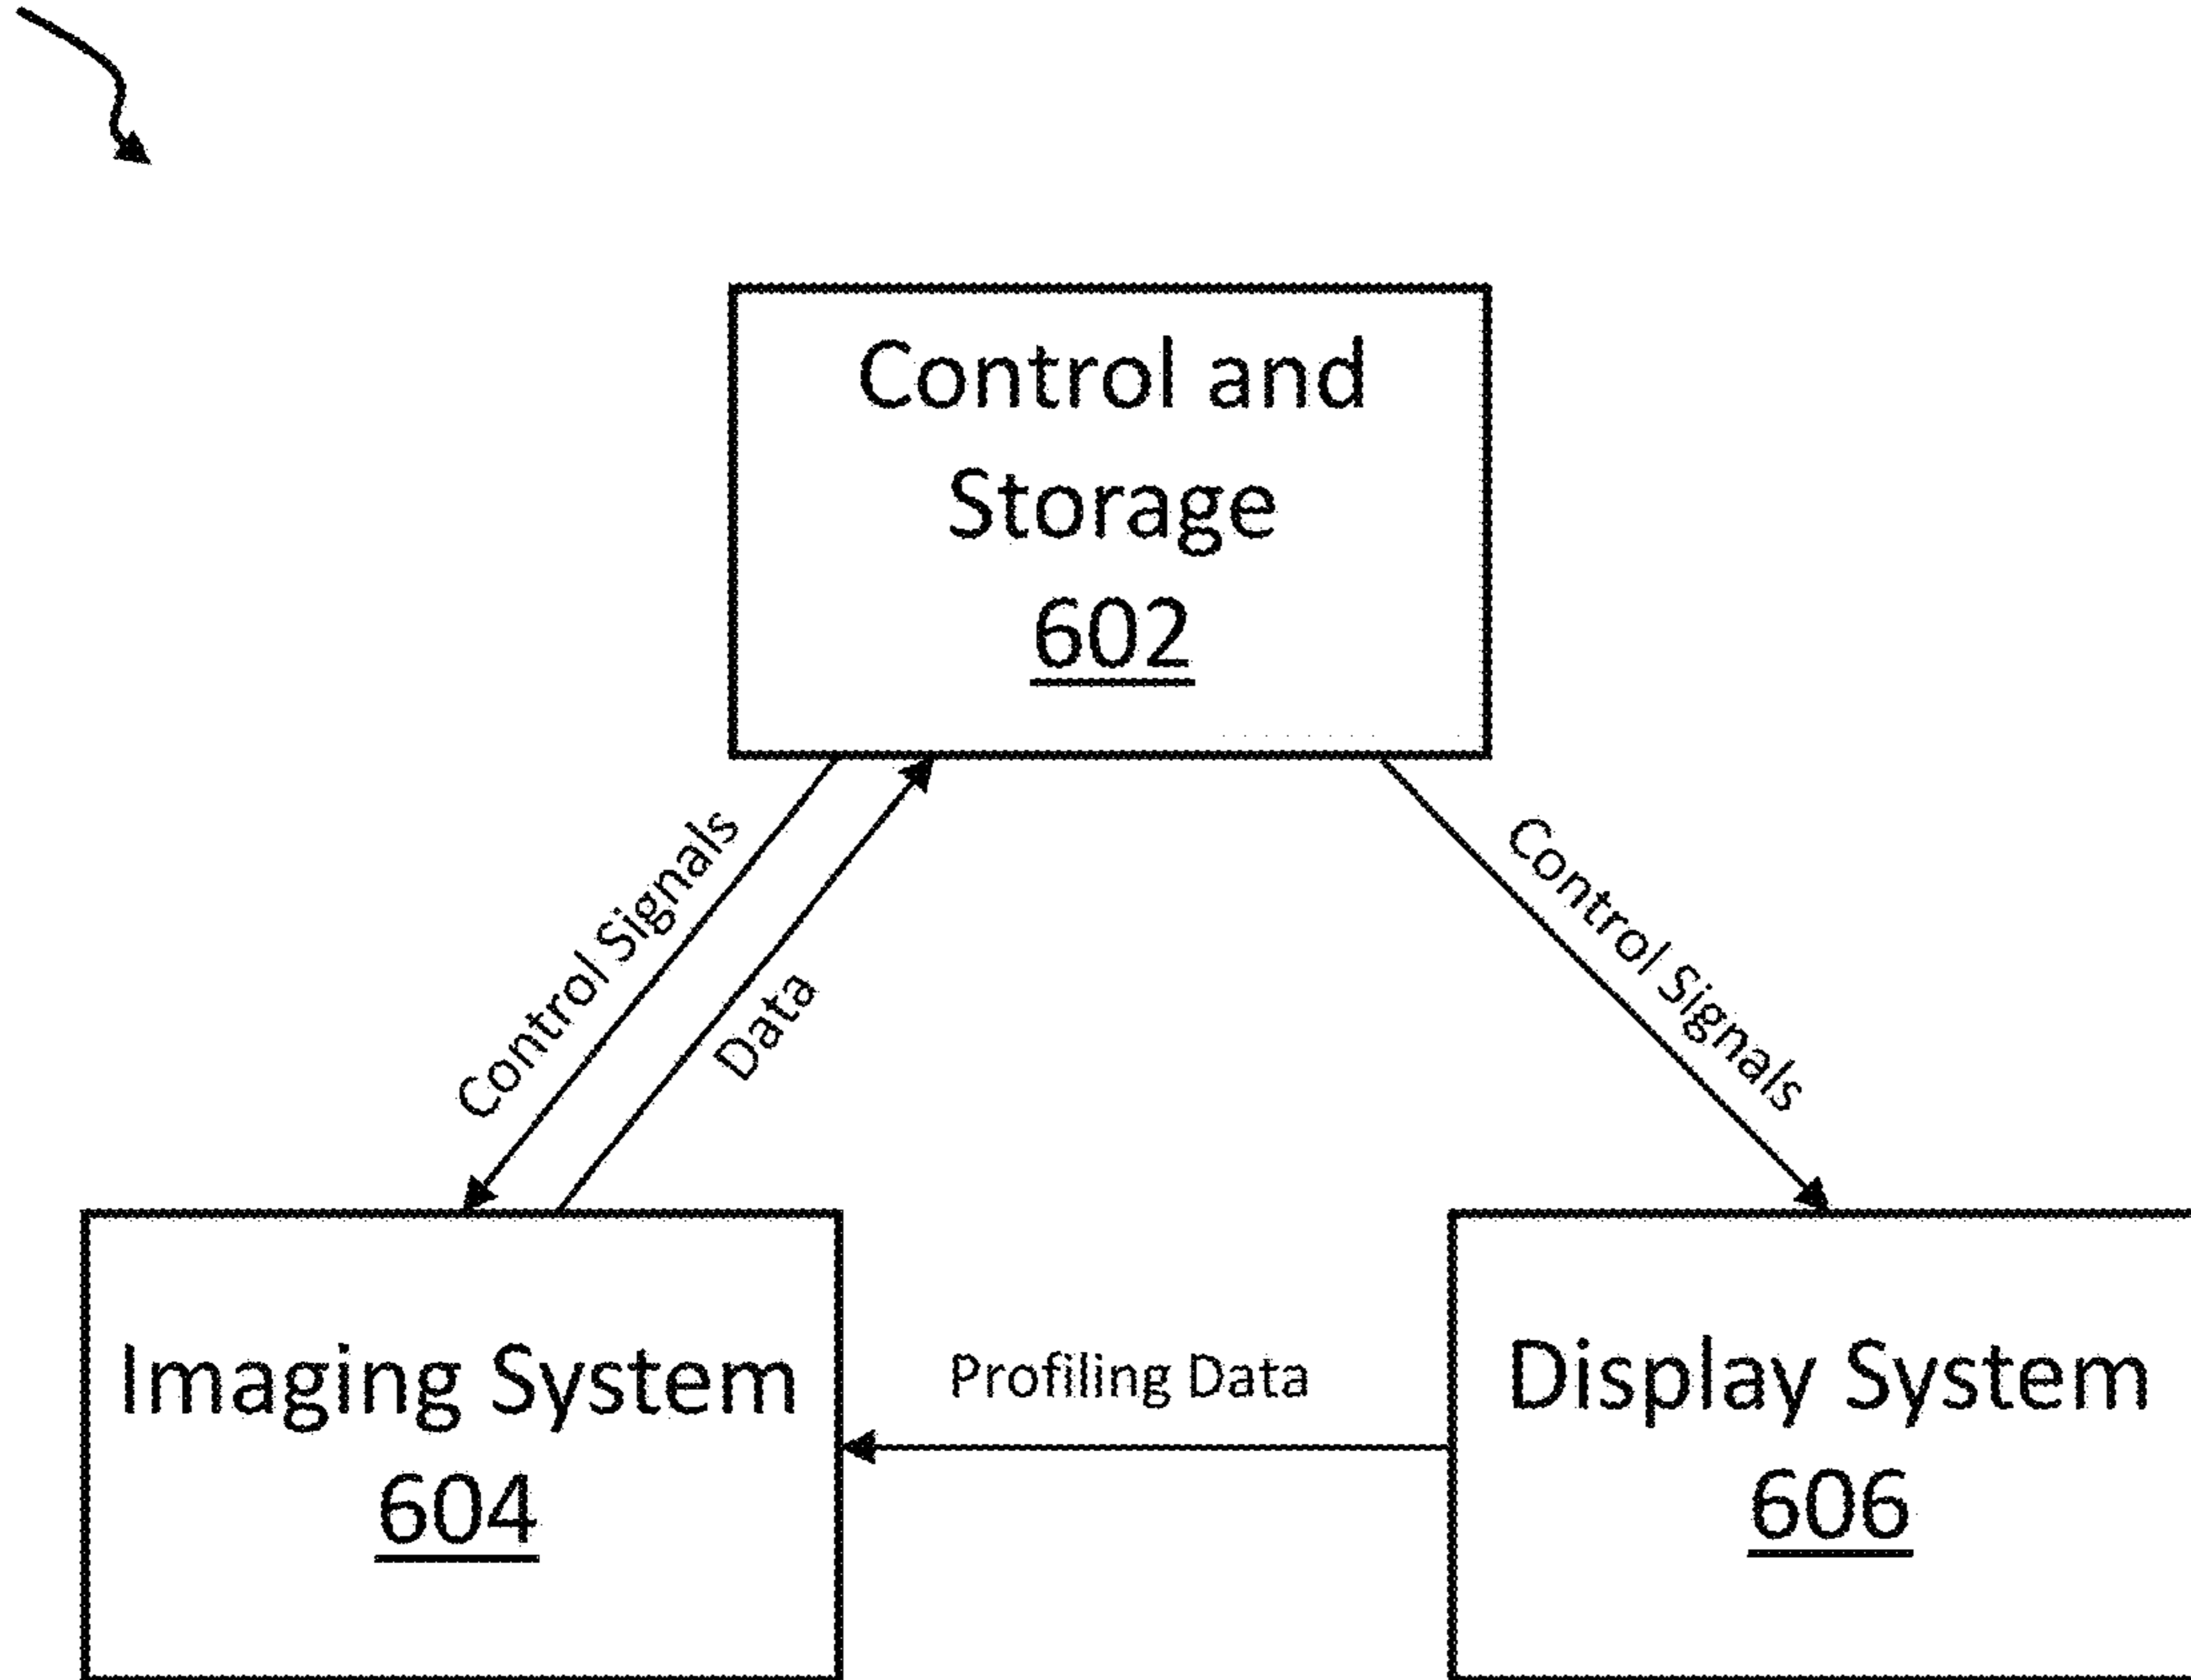 Control and
Storage
602
Control Signals
Data
Control Signals
Imaging System
604
Profiling Data
Display System
606